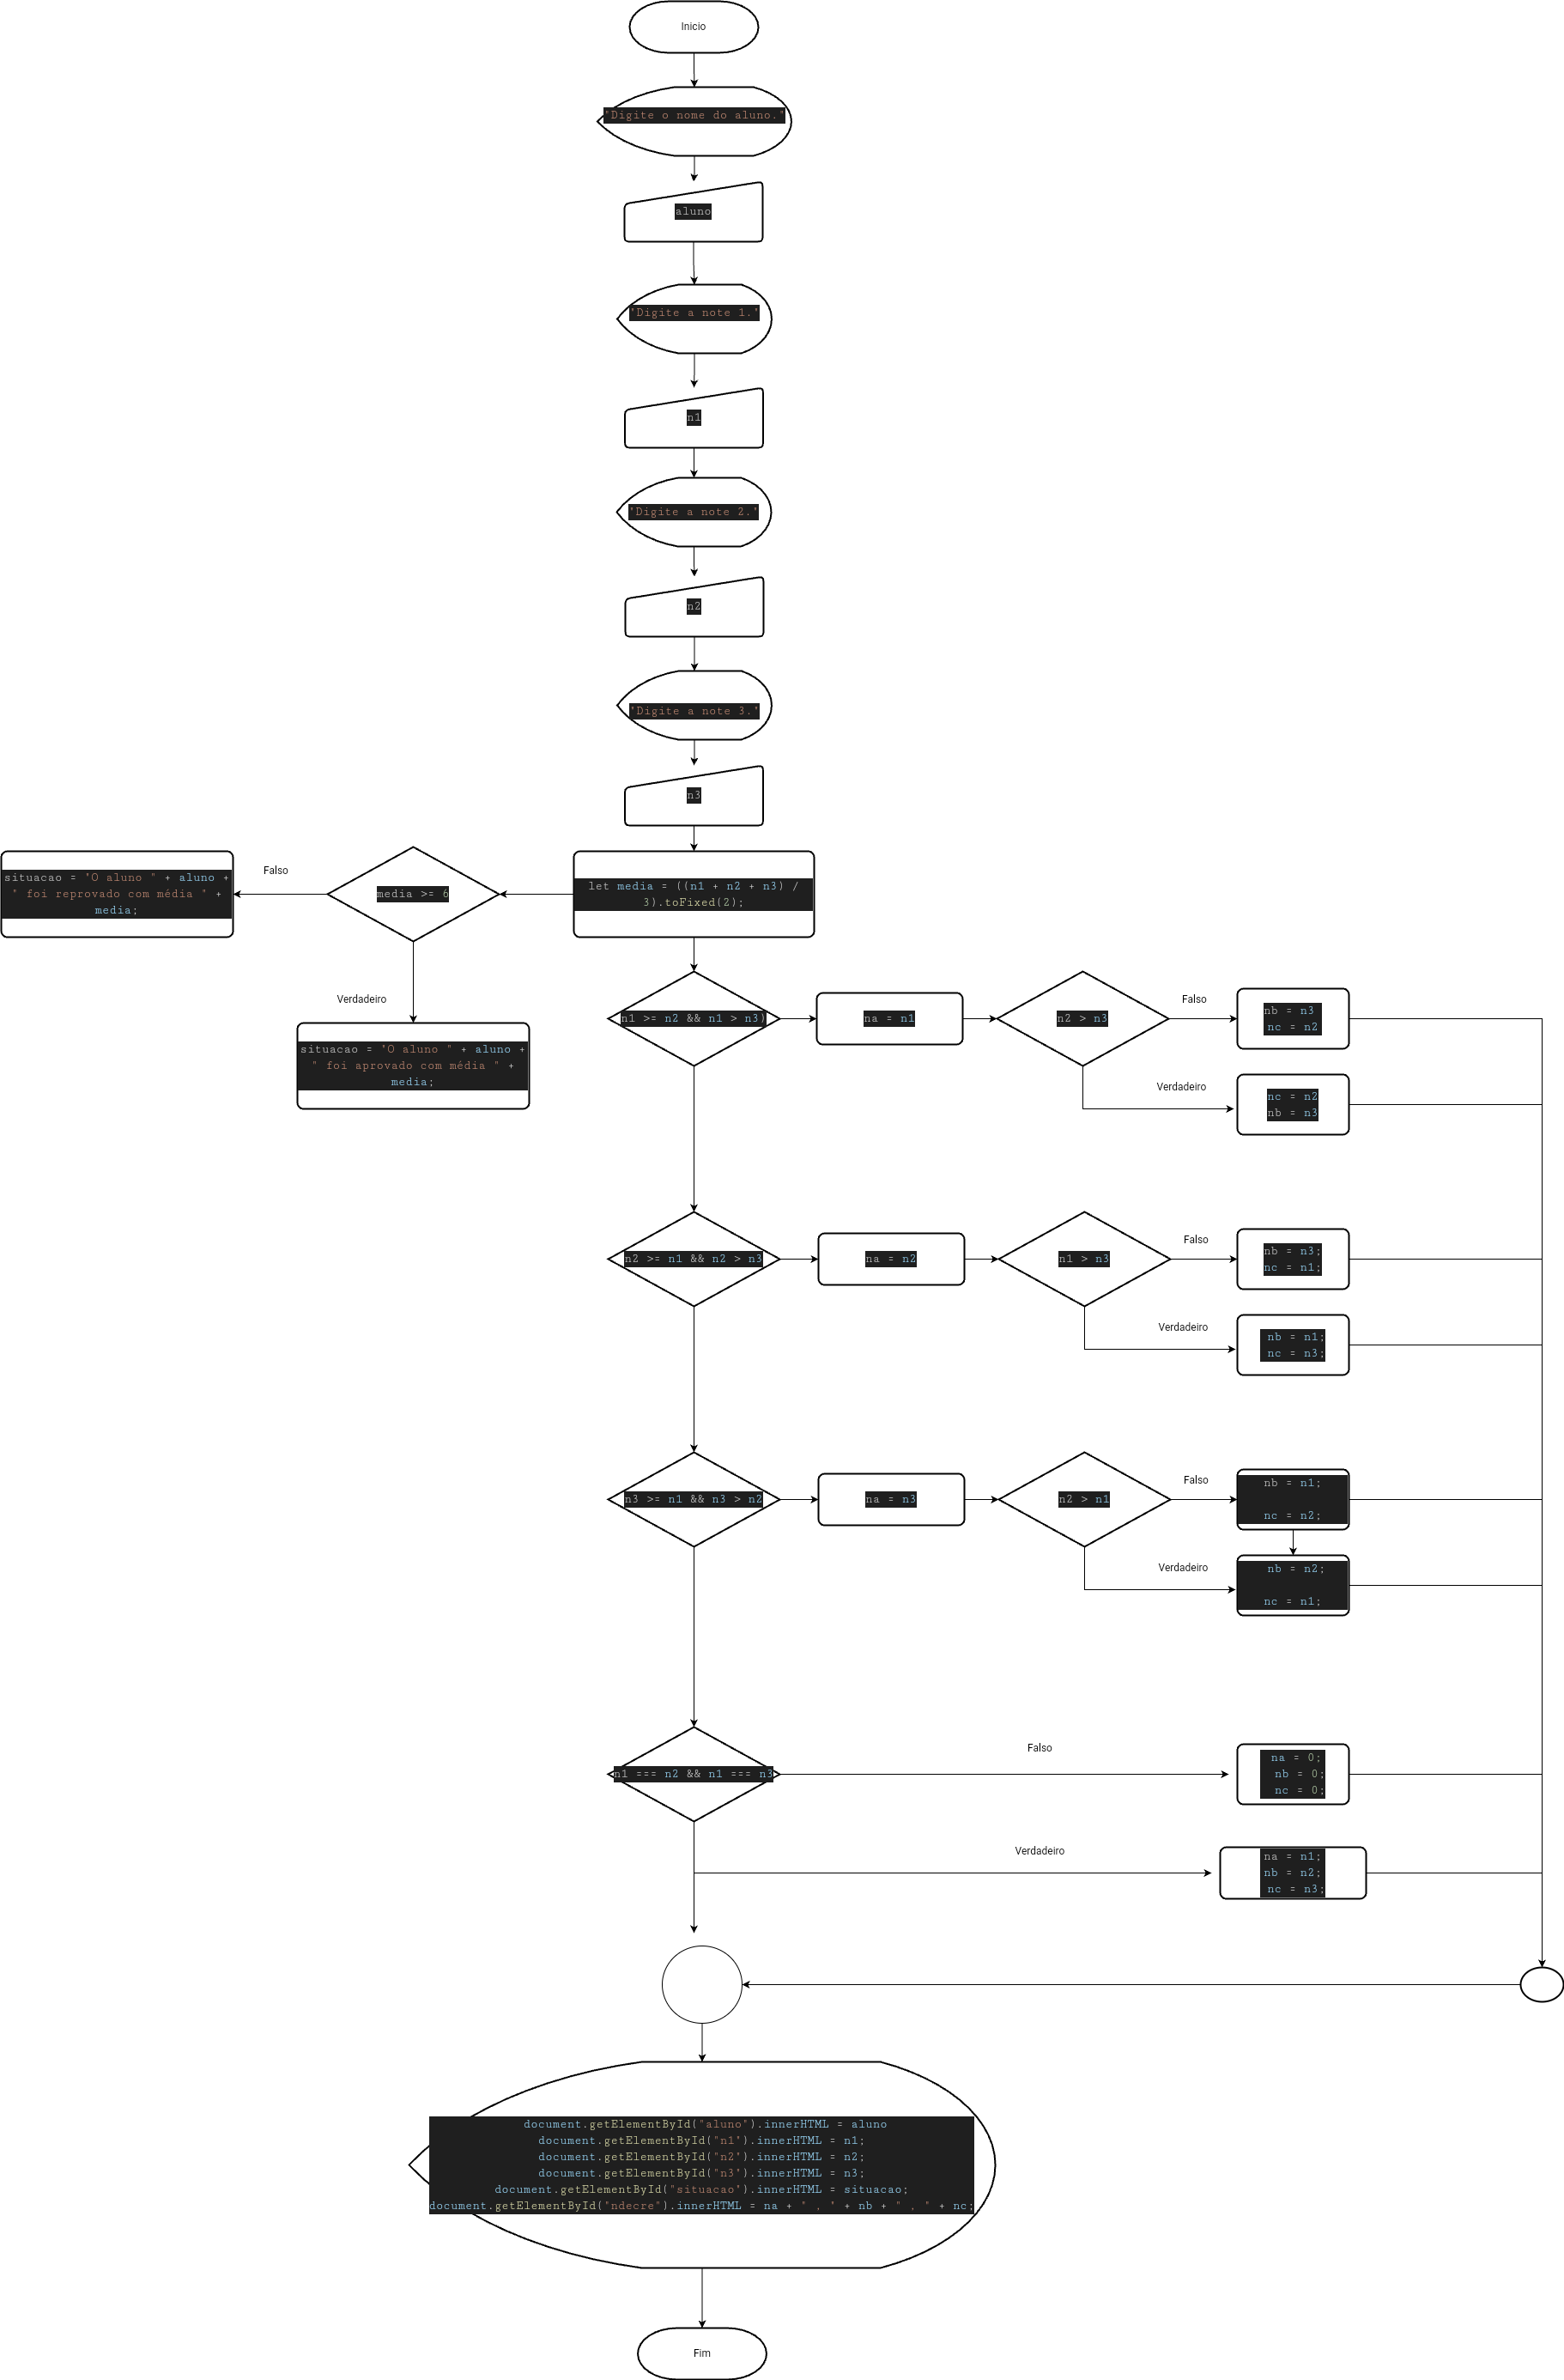 Inicio
"Digite o nome do aluno."
aluno
"Digite a note 1."
n1
"Digite a note 2."
n2
"Digite a note 3."
n3
situacao = "O aluno " + aluno +
" foi reprovado com média " +
media;
Falso
media >= 6
let media = ((n1 + n2 + n3) /
3).toFixed(2);
Verdadeiro
situacao = "O aluno " + aluno +
" foi aprovado com média " +
media;
n1 >= n2 && n1 > n3)
na = n1
n2 > n3
Falso
nb = n3
nc = n2
Verdadeiro
nc = n2
nb = n3
n2 >= n1 && n2 > n3
na = n2
n1 > n3
Falso
nb = n3;
nc = n1;
Verdadeiro
nb = n1;
nc = n3;
n3 >= n1 && n3 > n2
na = n3
n2 > n1
Falso
nb = n1;
nc = n2;
Verdadeiro
nb = n2;
nc = n1;
n1 === n2 && n1 === n3
Falso
na = 0;
nb = 0;
nc = 0;
Verdadeiro
na = n1;
nb = n2;
nc = n3;
document.getElementById("aluno").innerHTML = aluno
document.getElementById("n1").innerHTML = n1;
document.getElementById("n2").innerHTML = n2;
document.getElementById("n3").innerHTML = n3;
document.getElementById("situacao").innerHTML = situacao;
document.getElementById("ndecre").innerHTML = na + " , " + nb + " , " + nc;
Fim